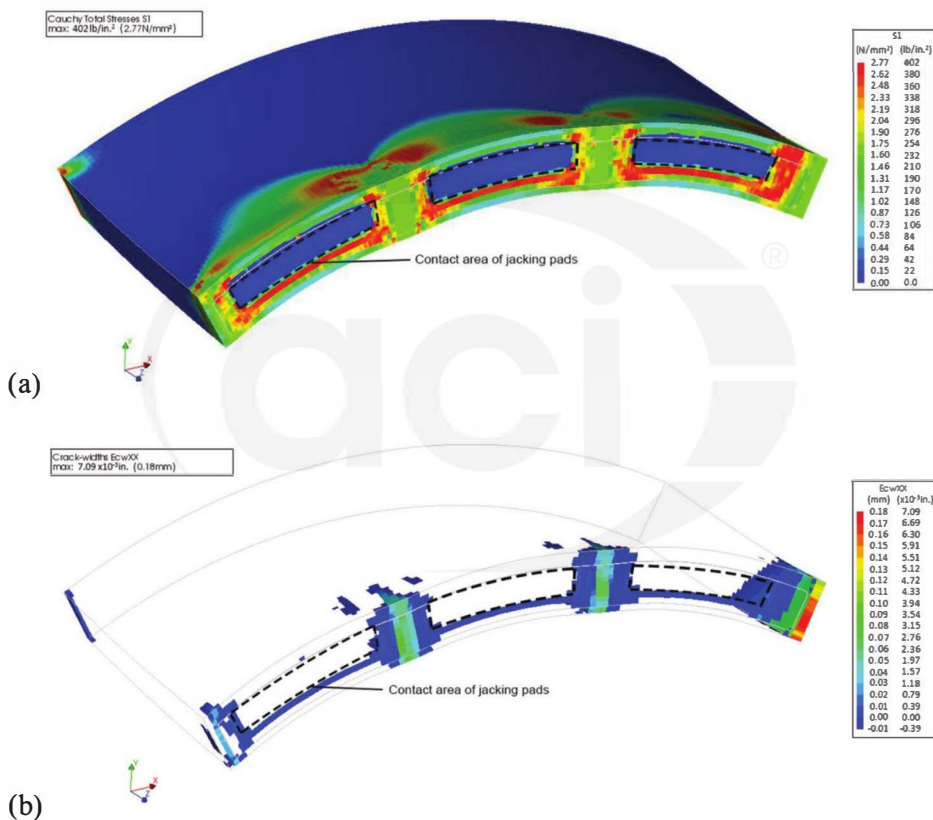 Cauchy Total Stresses S1
max: 402lb/in.² (2.77N/mm²)
S1
(N/mm²) (lb/in.²)
2.77 402
2.62 380
2.48 360
2.33 338
2.19 318
2.04 296
1.90 276
1.75 254
1.60 232
1.46 210
1.31 190
1.17 170
1.02 148
0.87 126
0.73 106
0.58 84
0.44 64
0.29 42
0.15 22
0.00 0.0
Contact area of jacking pads
aci®
Y
X
Z
(a)
Crack-widths EcwXX
max: 7.09 x10⁻³in. (0.18mm)
EcwXX
(mm) (x10⁻³in.)
0.18 7.09
0.17 6.69
0.16 6.30
0.15 5.91
0.14 5.51
0.13 5.12
0.12 4.72
0.11 4.33
0.10 3.94
0.09 3.54
0.08 3.15
0.07 2.76
0.06 2.36
0.05 1.97
0.04 1.57
0.03 1.18
0.02 0.79
0.01 0.39
0.00 0.00
-0.01 -0.39
Contact area of jacking pads
Y
X
Z
(b)